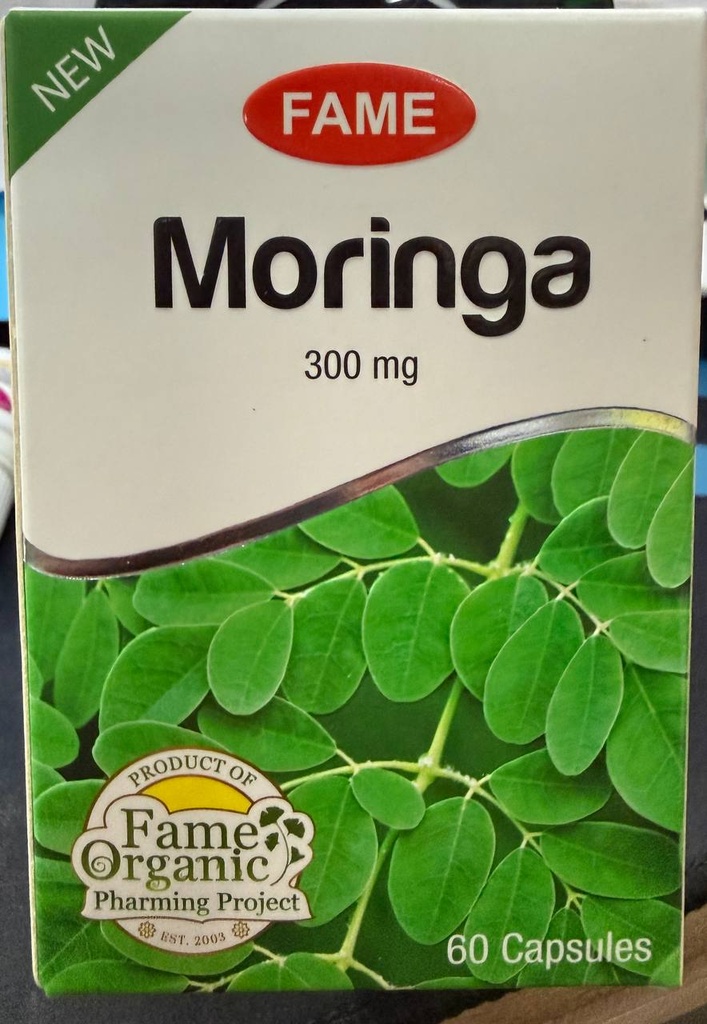 NEW
FAME
Moringa
300 mg
PRODUCT OF
Fame
Organic
Pharming Project
EST. 2003
60 Capsules